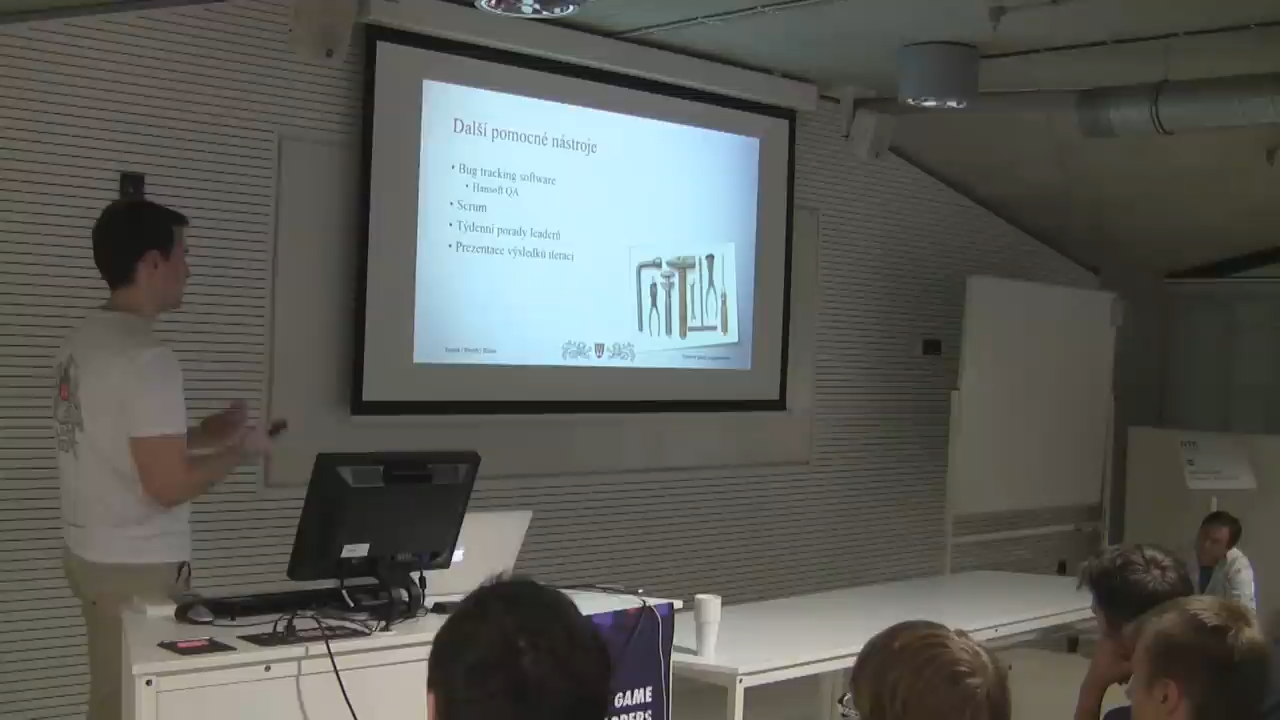 Další pomocné nástroje
• Bug tracking software
• Hansoft QA
• Scrum
• Týdenní porady leaderů
• Prezentace výsledků iterací
GAME